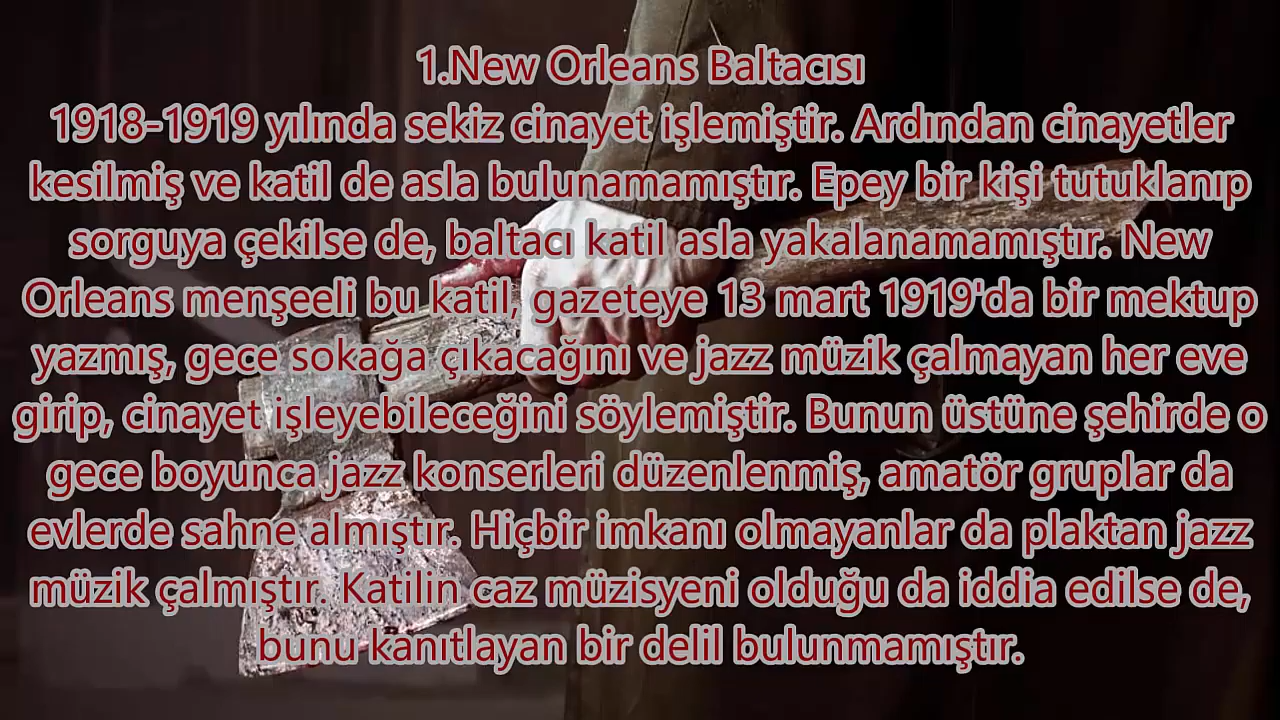 1.New Orleans Baltacısı
1918-1919 yılında sekiz cinayet işlemiştir. Ardından cinayetler
kesilmiş ve katil de asla bulunamamıştır. Epey bir kişi tutuklanıp
sorguya çekilse de, baltacı katil asla yakalanamamıştır. New
Orleans menşeeli bu katil, gazeteye 13 mart 1919'da bir mektup
yazmış, gece sokağa çıkacağını ve jazz müzik çalmayan her eve
girip, cinayet işleyebileceğini söylemiştir. Bunun üstüne şehirde o
gece boyunca jazz konserleri düzenlenmiş, amatör gruplar da
evlerde sahne almıştır. Hiçbir imkanı olmayanlar da plaktan jazz
müzik çalmıştır. Katilin caz müzisyeni olduğu da iddia edilse de,
bunu kanıtlayan bir delil bulunmamıştır.